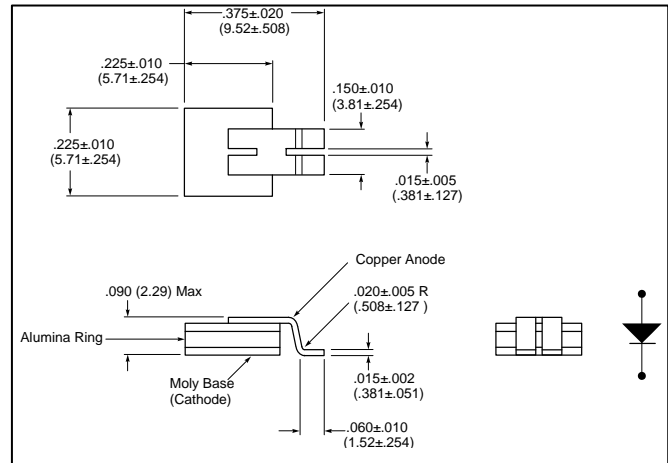 .375±.020
(9.52±.508)
.225±.010
(5.71±.254)
.150±.010
(3.81±.254)
.225±.010
(5.71±.254)
.015±.005
(.381±.127)
Copper Anode
.090 (2.29) Max
.020±.005 R
(.508±.127 )
Alumina Ring
Moly Base
(Cathode)
.015±.002
(.381±.051)
.060±.010
(1.52±.254)